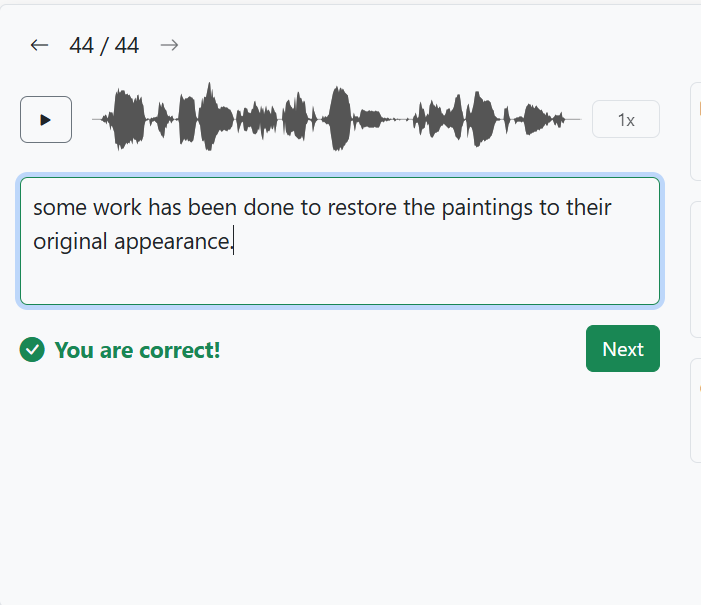 ← 44 / 44 →
1x
some work has been done to restore the paintings to their
original appearance.
You are correct!
Next